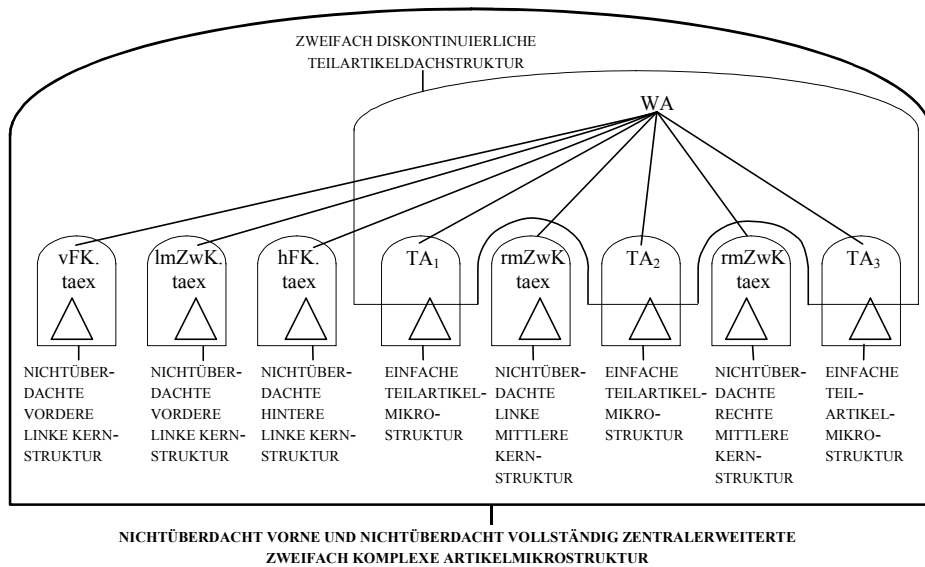 ZWEIFACH DISKONTINUIERLICHE
TEILARTIKELDACHSTRUKTUR
WA
vFK.
taex
lmZwK.
taex
hFK.
taex
TA₁
rmZwK
taex
TA₂
rmZwK
taex
TA₃
NICHTÜBER-
DACHTE
VORDERE
LINKE KERN-
STRUKTUR
NICHTÜBER-
DACHTE
VORDERE
LINKE KERN-
STRUKTUR
NICHTÜBER-
DACHTE
HINTERE
LINKE KERN-
STRUKTUR
EINFACHE
TEILARTIKEL-
MIKRO-
STRUKTUR
NICHTÜBER-
DACHTE
LINKE
MITTLERE
KERN-
STRUKTUR
EINFACHE
TEILARTIKEL-
MIKRO-
STRUKTUR
NICHTÜBER-
DACHTE
RECHTE
MITTLERE
KERN-
STRUKTUR
EINFACHE
TEIL-
ARTIKEL-
MIKRO-
STRUKTUR
NICHTÜBERDACHT VORNE UND NICHTÜBERDACHT VOLLSTÄNDIG ZENTRALERWEITERTE
ZWEIFACH KOMPLEXE ARTIKELMIKROSTRUKTUR